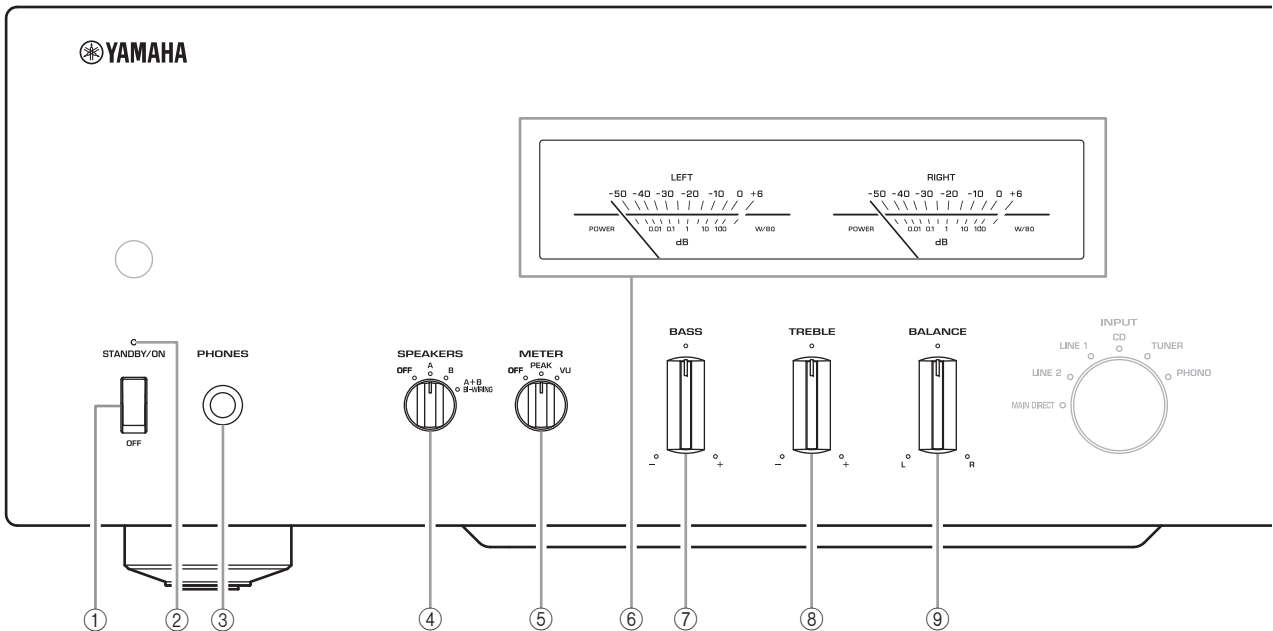 YAMAHA
LEFT
-50 -40 -30 -20 -10 0 +6
POWER 0.01 0.1 1 10 100 W/8Ω
dB
RIGHT
-50 -40 -30 -20 -10 0 +6
POWER 0.01 0.1 1 10 100 W/8Ω
dB
STANDBY/ON
OFF
PHONES
SPEAKERS
OFF A B A+B
BI-WIRING
METER
OFF PEAK VU
BASS
− +
TREBLE
− +
BALANCE
L R
INPUT
CD
LINE 1 TUNER
LINE 2 PHONO
MAIN DIRECT
① ② ③ ④ ⑤ ⑥ ⑦ ⑧ ⑨